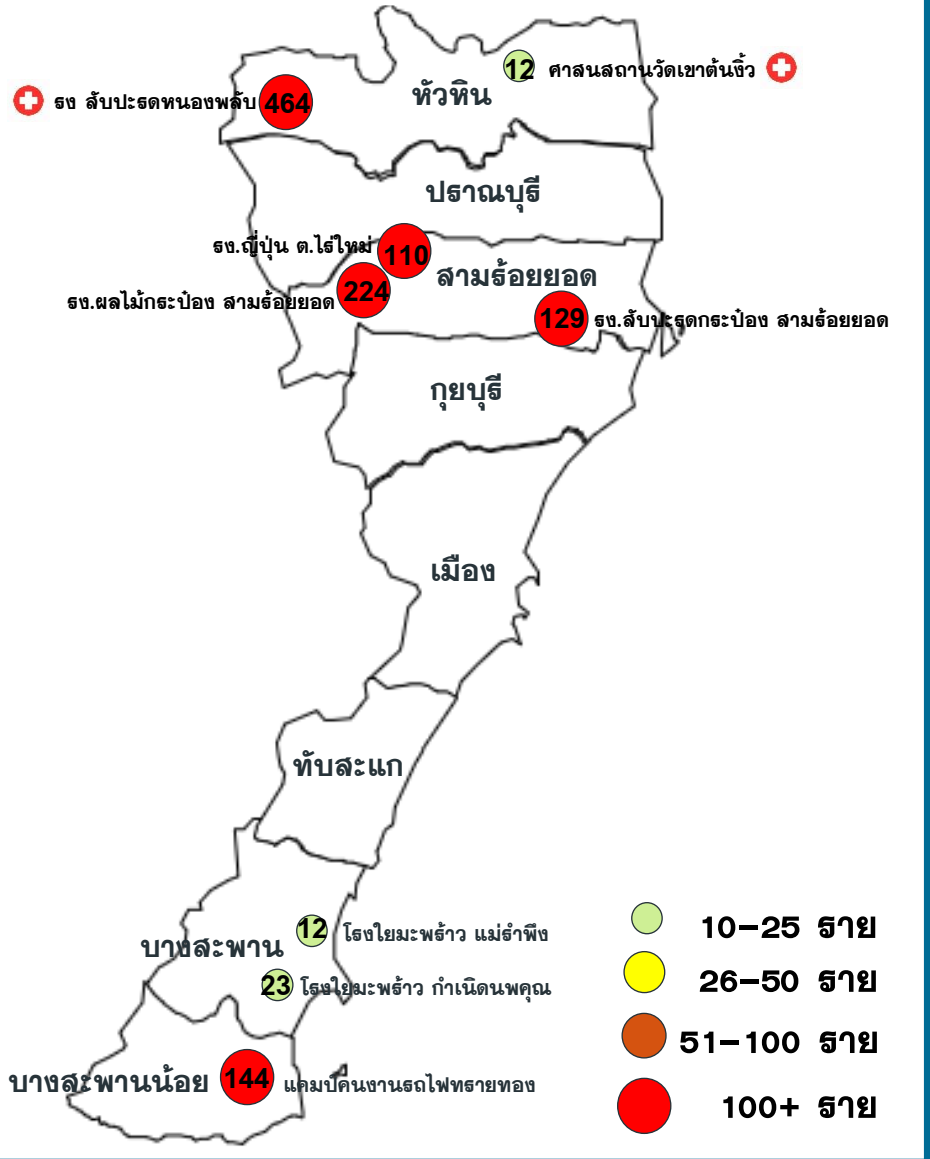 12 ศาสนสถานวัดเขาต้นงิ้ว
รง สับปะรดหนองพลับ 464
หัวหิน
ปราณบุรี
รง.ญี่ปุ่น ต.ไร่ใหม่ 110
สามร้อยยอด
รง.ผลไม้กระป๋อง สามร้อยยอด 224
129 รง.สับปะรดกระป๋อง สามร้อยยอด
กุยบุรี
เมือง
ทับสะแก
12 โรงใยมะพร้าว แม่รำพึง
บางสะพาน
23 โรงใยมะพร้าว กำเนิดนพคุณ
บางสะพานน้อย 144 แคมป์คนงานรถไฟทรายทอง
10-25 ราย
26-50 ราย
51-100 ราย
100+ ราย